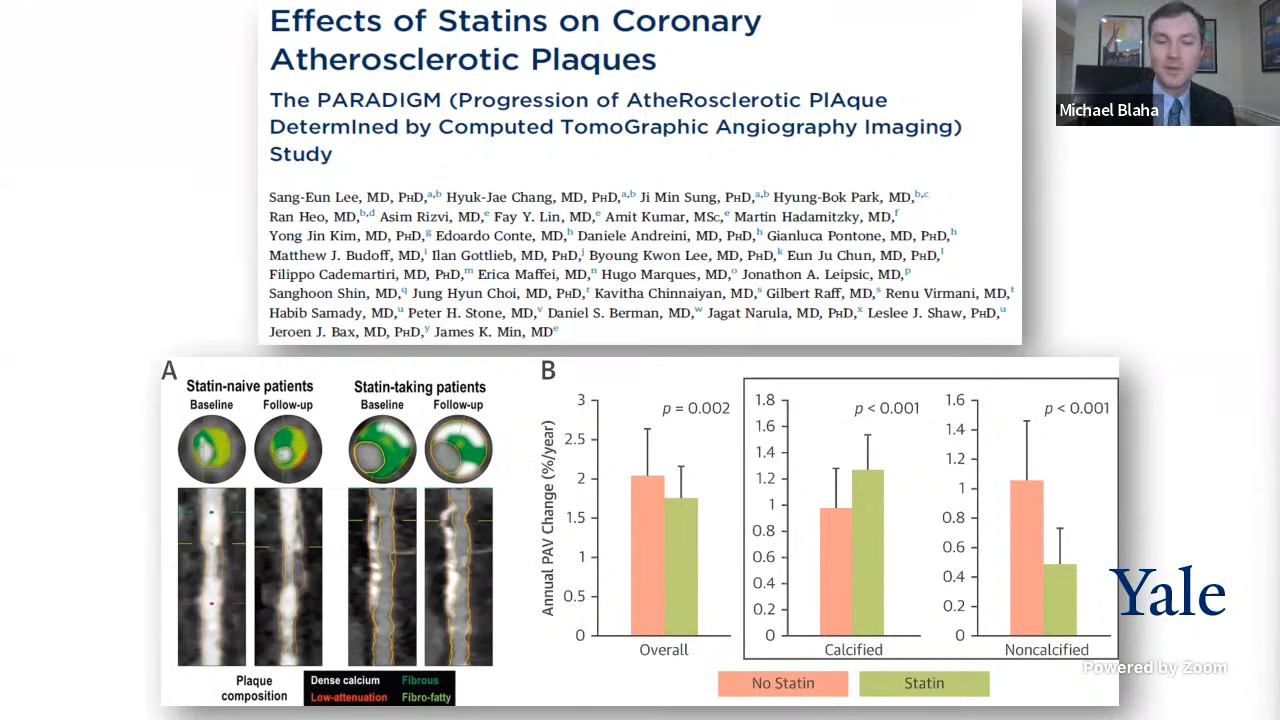 Effects of Statins on Coronary
Atherosclerotic Plaques
The PARADIGM (Progression of AtheRosclerotic PlAque
DetermIned by Computed TomoGraphic Angiography Imaging)
Study
Sang-Eun Lee, MD, PHD,a,b Hyuk-Jae Chang, MD, PHD,a,b Ji Min Sung, PHD,a,b Hyung-Bok Park, MD,b,c
Ran Heo, MD,b,d Asim Rizvi, MD,e Fay Y. Lin, MD,e Amit Kumar, MSc,e Martin Hadamitzky, MD,f
Yong Jin Kim, MD, PHD,g Edoardo Conte, MD,h Daniele Andreini, MD, PHD,h Gianluca Pontone, MD, PHD,h
Matthew J. Budoff, MD,i Ilan Gottlieb, MD, PHD,j Byoung Kwon Lee, MD, PHD,k Eun Ju Chun, MD, PHD,l
Filippo Cademartiri, MD, PHD,m Erica Maffei, MD,n Hugo Marques, MD,o Jonathon A. Leipsic, MD,p
Sanghoon Shin, MD,q Jung Hyun Choi, MD, PHD,r Kavitha Chinnaiyan, MD,s Gilbert Raff, MD,s Renu Virmani, MD,t
Habib Samady, MD,u Peter H. Stone, MD,v Daniel S. Berman, MD,w Jagat Narula, MD, PHD,x Leslee J. Shaw, PHD,u
Jeroen J. Bax, MD, PHD,y James K. Min, MDe
Michael Blaha
A
Statin-naive patients
Statin-taking patients
Baseline
Follow-up
Baseline
Follow-up
Plaque
composition
Dense calcium
Fibrous
Low-attenuation
Fibro-fatty
B
Annual PAV Change (%/year)
3
2.5
2
1.5
1
0.5
0
p = 0.002
Overall
1.8
1.6
1.4
1.2
1
0.8
0.6
0.4
0.2
0
p < 0.001
Calcified
1.6
1.4
1.2
1
0.8
0.6
0.4
0.2
0
p < 0.001
Noncalcified
No Statin
Statin
Yale
Powered by Zoom